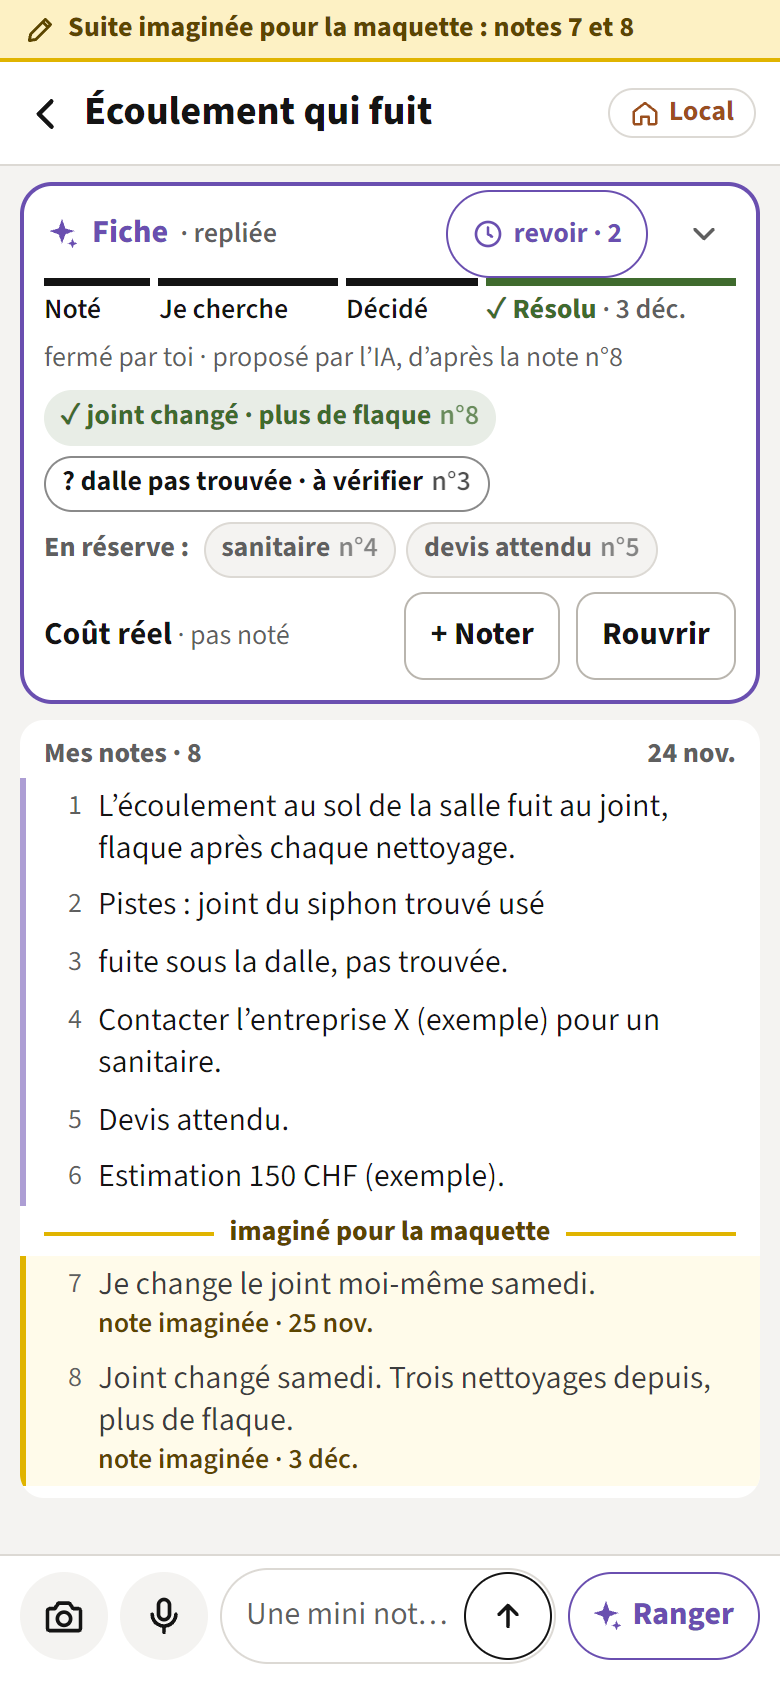 Suite imaginée pour la maquette : notes 7 et 8
Écoulement qui fuit
Local
Fiche · repliée
revoir · 2
Noté
Je cherche
Décidé
✓ Résolu · 3 déc.
fermé par toi · proposé par l’IA, d’après la note n°8
✓ joint changé · plus de flaque n°8
? dalle pas trouvée · à vérifier n°3
En réserve : sanitaire n°4 devis attendu n°5
Coût réel · pas noté
+ Noter
Rouvrir
Mes notes · 8
24 nov.
1 L’écoulement au sol de la salle fuit au joint,
flaque après chaque nettoyage.
2 Pistes : joint du siphon trouvé usé
3 fuite sous la dalle, pas trouvée.
4 Contacter l’entreprise X (exemple) pour un
sanitaire.
5 Devis attendu.
6 Estimation 150 CHF (exemple).
imaginé pour la maquette
7 Je change le joint moi-même samedi.
note imaginée · 25 nov.
8 Joint changé samedi. Trois nettoyages depuis,
plus de flaque.
note imaginée · 3 déc.
Une mini not…
Ranger